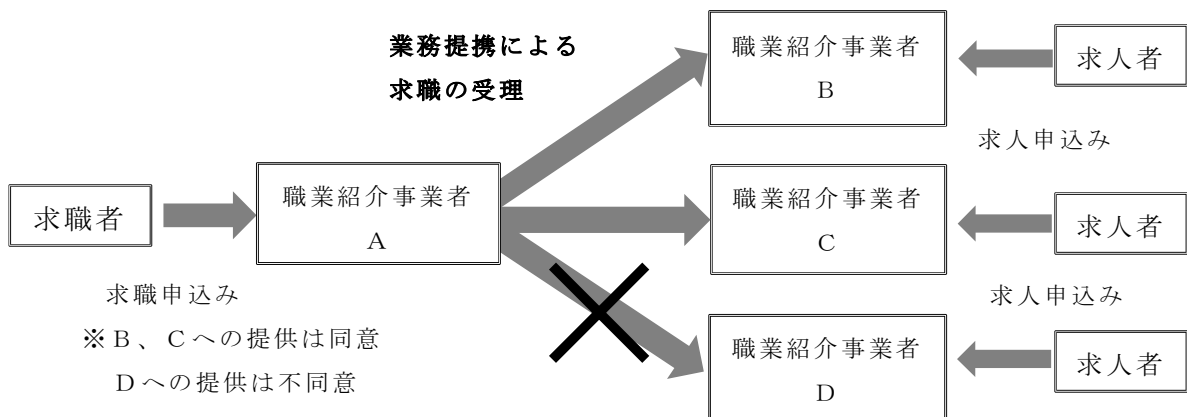 業務提携による
求職の受理
職業紹介事業者
B
求人者
求人申込み
求職者
職業紹介事業者
A
職業紹介事業者
C
求人者
求職申込み
※B、Cへの提供は同意
Dへの提供は不同意
求人申込み
職業紹介事業者
D
求人者